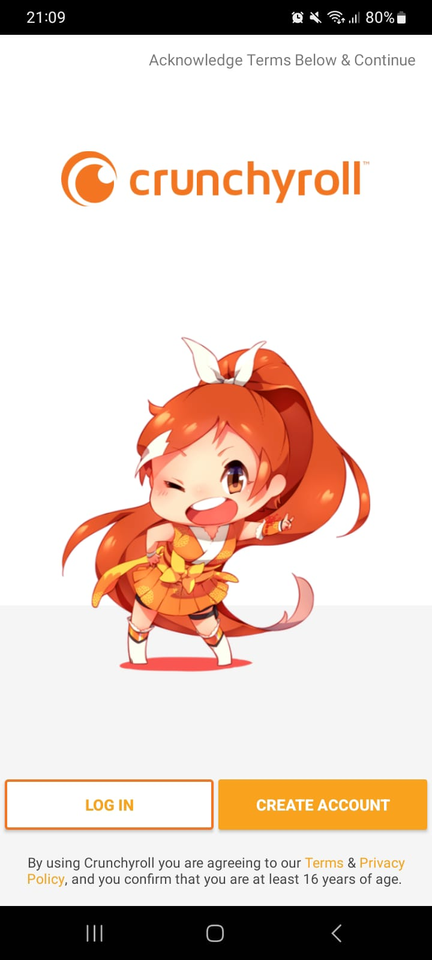 21:09
80%
Acknowledge Terms Below & Continue
crunchyroll™
LOG IN
CREATE ACCOUNT
By using Crunchyroll you are agreeing to our Terms & Privacy
Policy, and you confirm that you are at least 16 years of age.